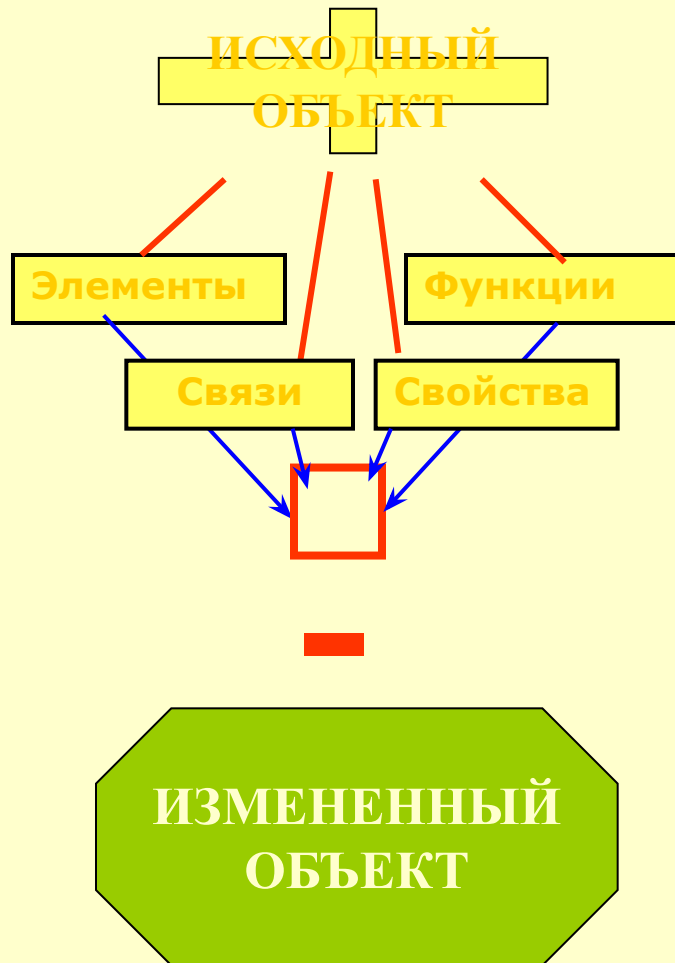 ИСХОДНЫЙ
ОБЪЕКТ
Элементы
Функции
Связи
Свойства
ИЗМЕНЕННЫЙ
ОБЪЕКТ